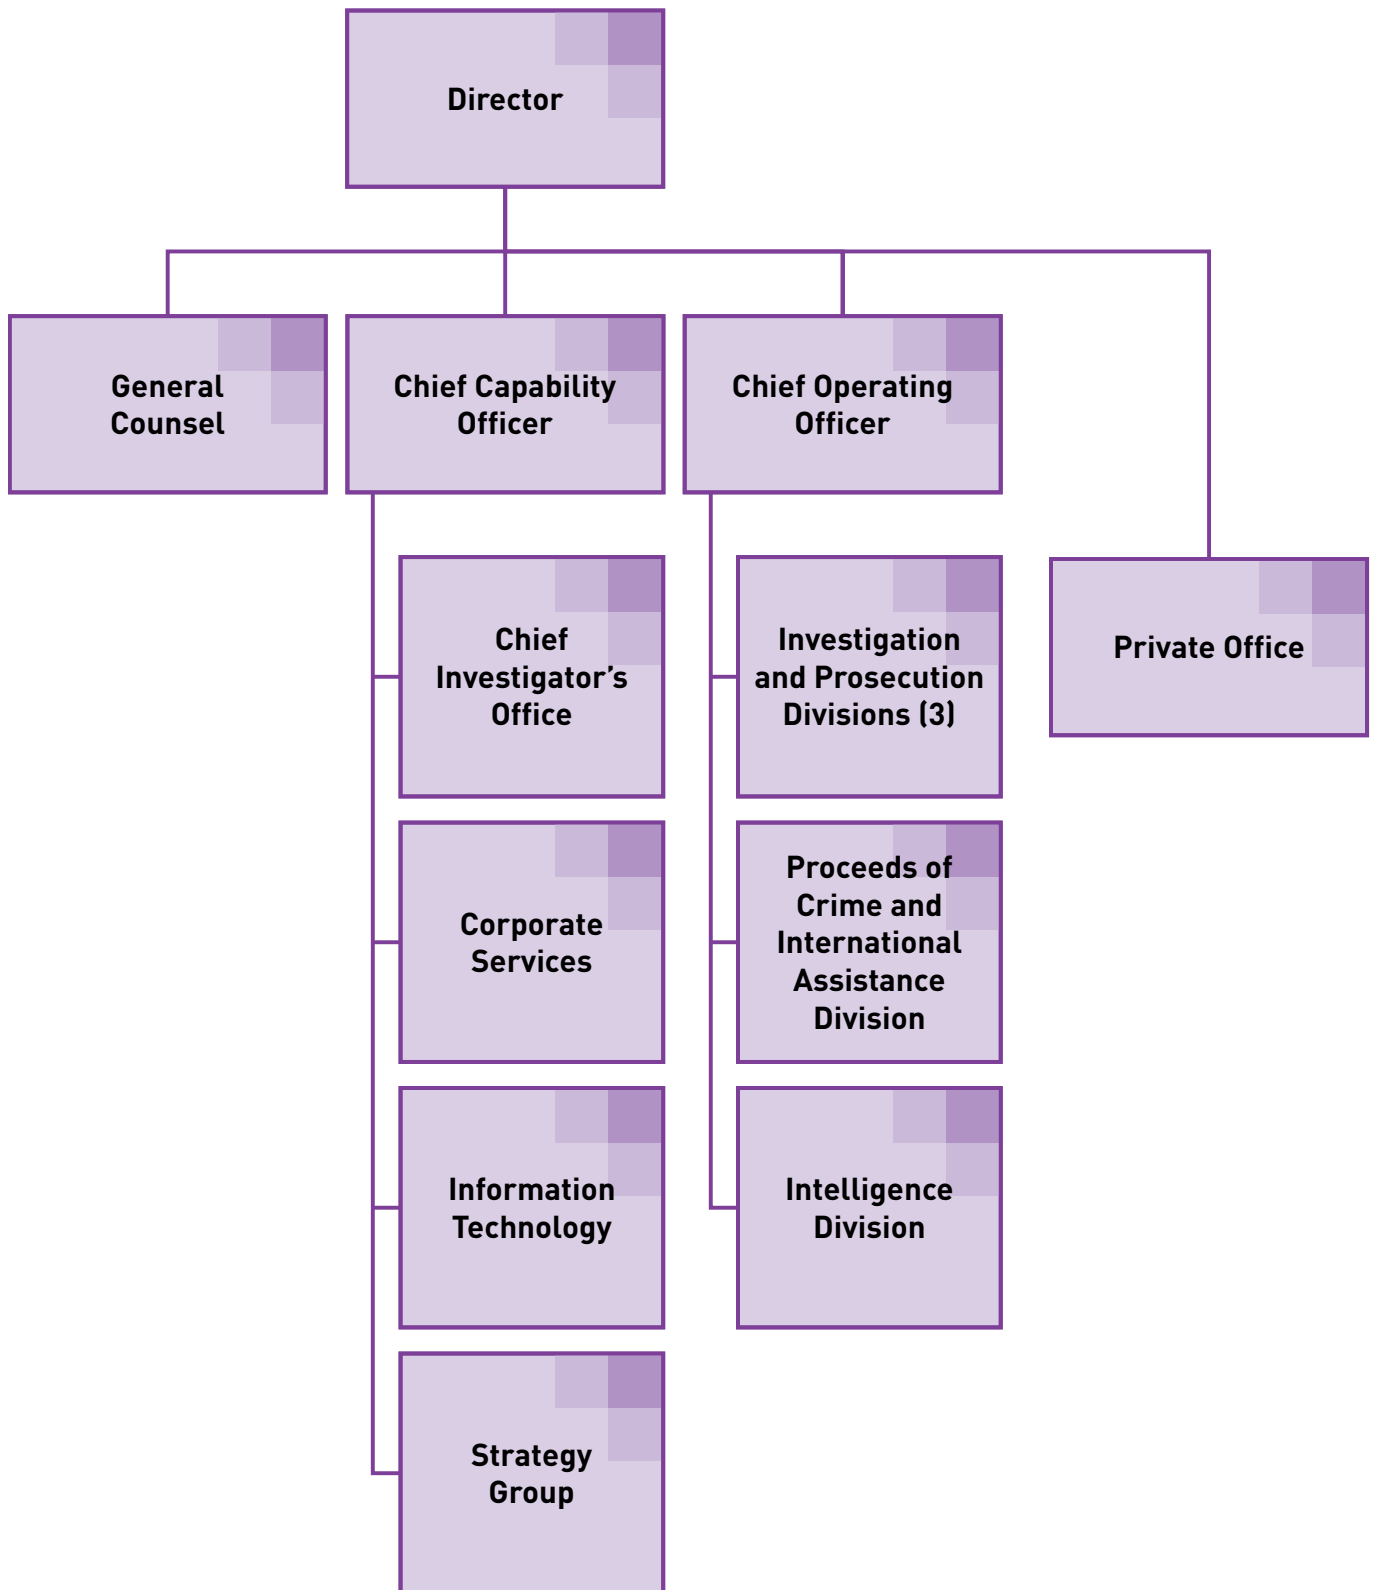 Director
General
Counsel
Chief Capability
Officer
Chief Operating
Officer
Chief
Investigator’s
Office
Investigation
and Prosecution
Divisions (3)
Private Office
Corporate
Services
Proceeds of
Crime and
International
Assistance
Division
Information
Technology
Intelligence
Division
Strategy
Group